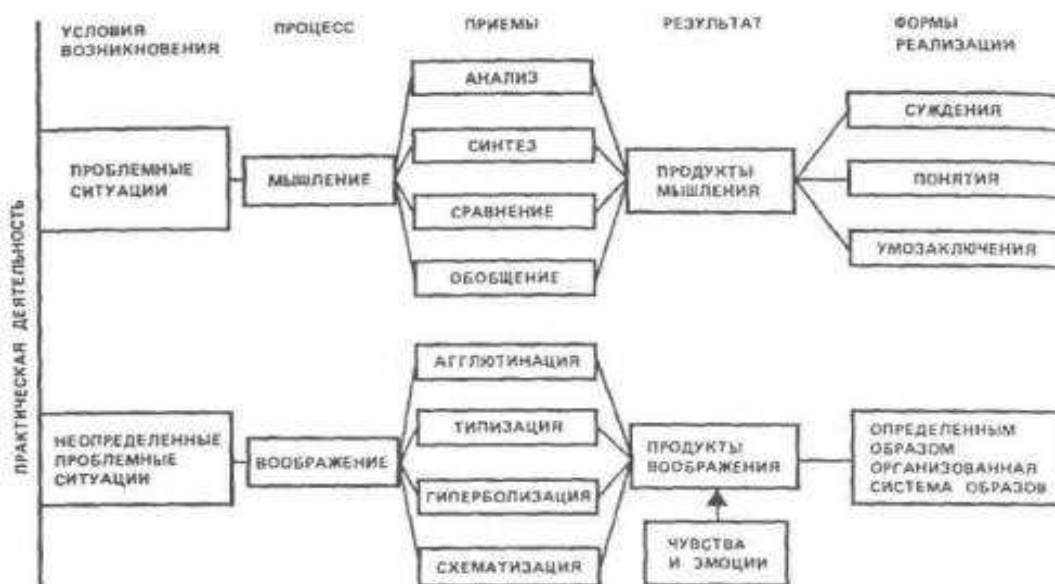 УСЛОВИЯ
ВОЗНИКНОВЕНИЯ
ПРОЦЕСС
ПРИЕМЫ
РЕЗУЛЬТАТ
ФОРМЫ
РЕАЛИЗАЦИИ
ПРАКТИЧЕСКАЯ ДЕЯТЕЛЬНОСТЬ
ПРОБЛЕМНЫЕ
СИТУАЦИИ
МЫШЛЕНИЕ
АНАЛИЗ
СИНТЕЗ
СРАВНЕНИЕ
ОБОБЩЕНИЕ
ПРОДУКТЫ
МЫШЛЕНИЯ
СУЖДЕНИЯ
ПОНЯТИЯ
УМОЗАКЛЮЧЕНИЯ
НЕОПРЕДЕЛЕННЫЕ
ПРОБЛЕМНЫЕ
СИТУАЦИИ
ВООБРАЖЕНИЕ
АГГЛЮТИНАЦИЯ
ТИПИЗАЦИЯ
ГИПЕРБОЛИЗАЦИЯ
СХЕМАТИЗАЦИЯ
ПРОДУКТЫ
ВООБРАЖЕНИЯ
ЧУВСТВА
И ЭМОЦИИ
ОПРЕДЕЛЕННЫМ
ОБРАЗОМ
ОРГАНИЗОВАННАЯ
СИСТЕМА ОБРАЗОВ